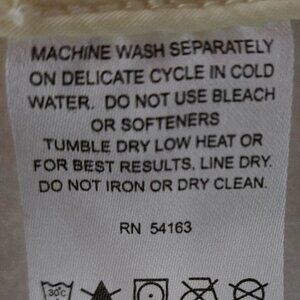 MACHINE WASH SEPARATELY
ON DELICATE CYCLE IN COLD
WATER. DO NOT USE BLEACH
OR SOFTENERS
TUMBLE DRY LOW HEAT OR
FOR BEST RESULTS, LINE DRY.
DO NOT IRON OR DRY CLEAN.
RN 54163
30°C